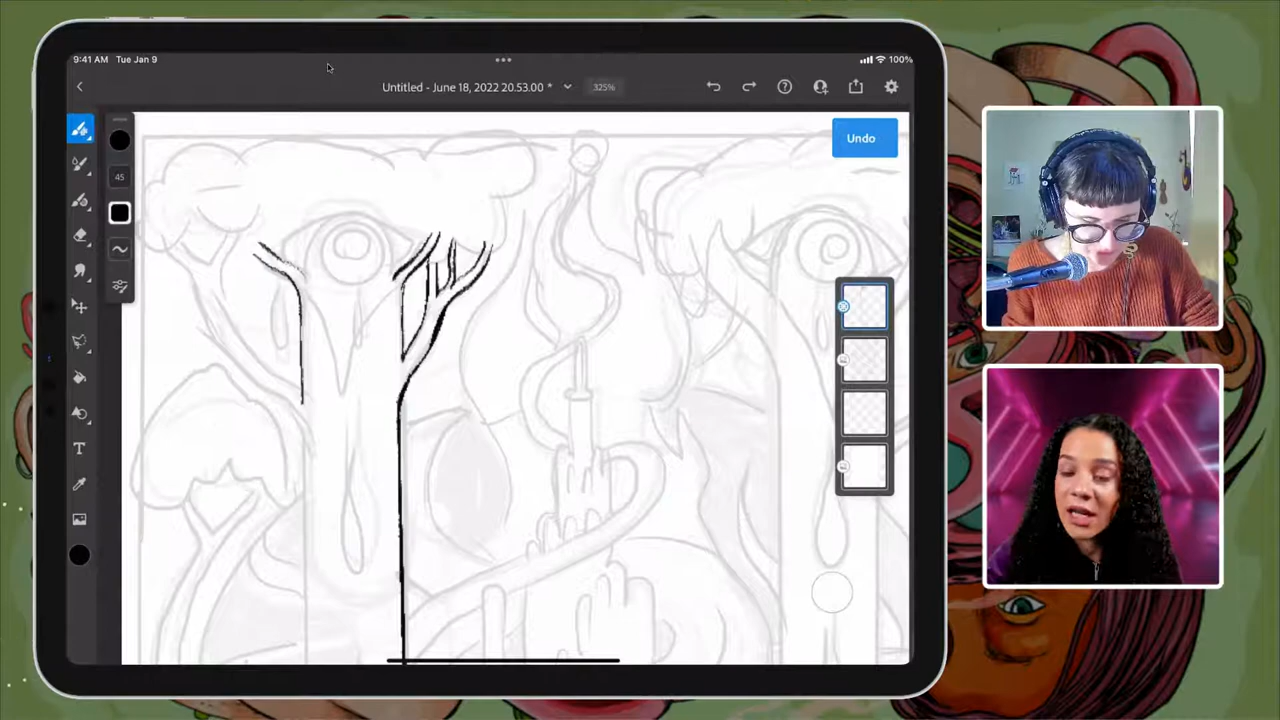 9:41 AM Tue Jan 9
100%
Untitled - June 18, 2022 20.53.00 *
325%
Undo
45
T